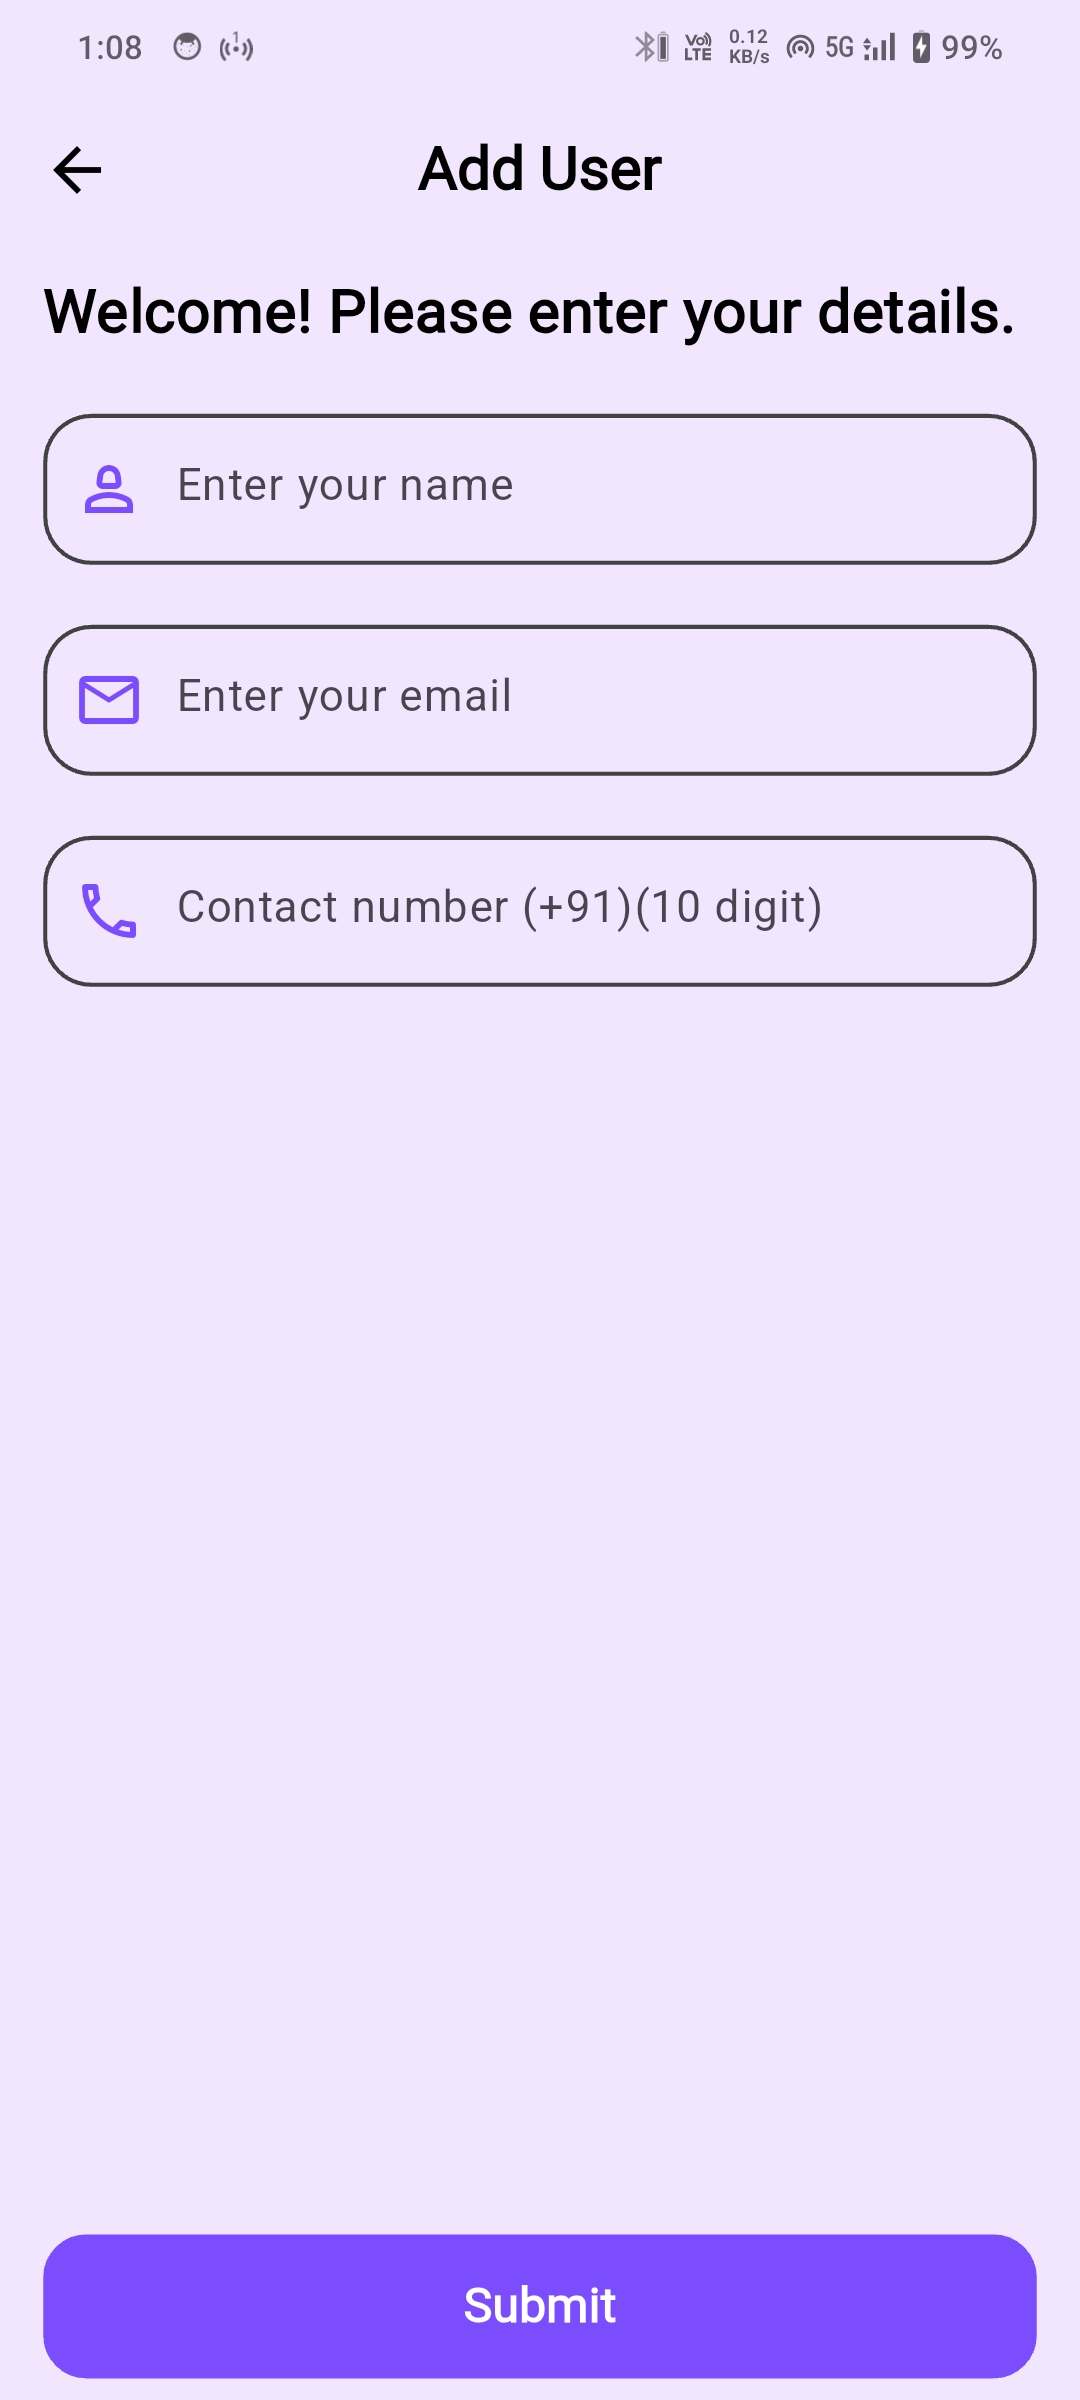 1:08 1 Vo) LTE 0.12 KB/s 5G 99%
Add User
Welcome! Please enter your details.
Enter your name
Enter your email
Contact number (+91)(10 digit)
Submit